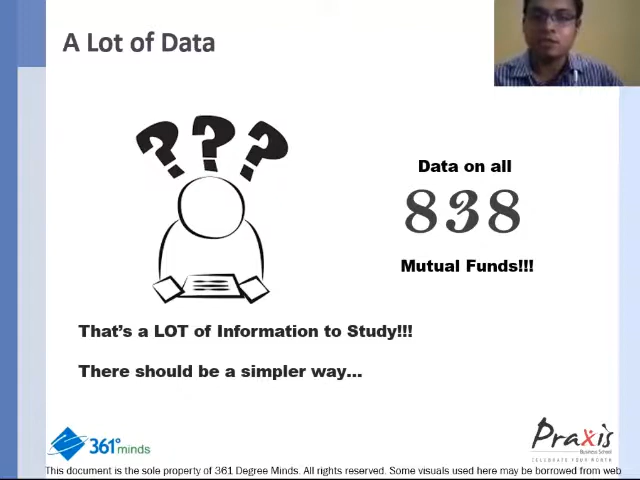 A Lot of Data
? ? ?
Data on all
838
Mutual Funds!!!
That's a LOT of Information to Study!!!
There should be a simpler way...
361° minds
Praxis
Business School
CELEBRATE YOUR WORTH
This document is the sole property of 361 Degree Minds. All rights reserved. Some visuals used here may be borrowed from web